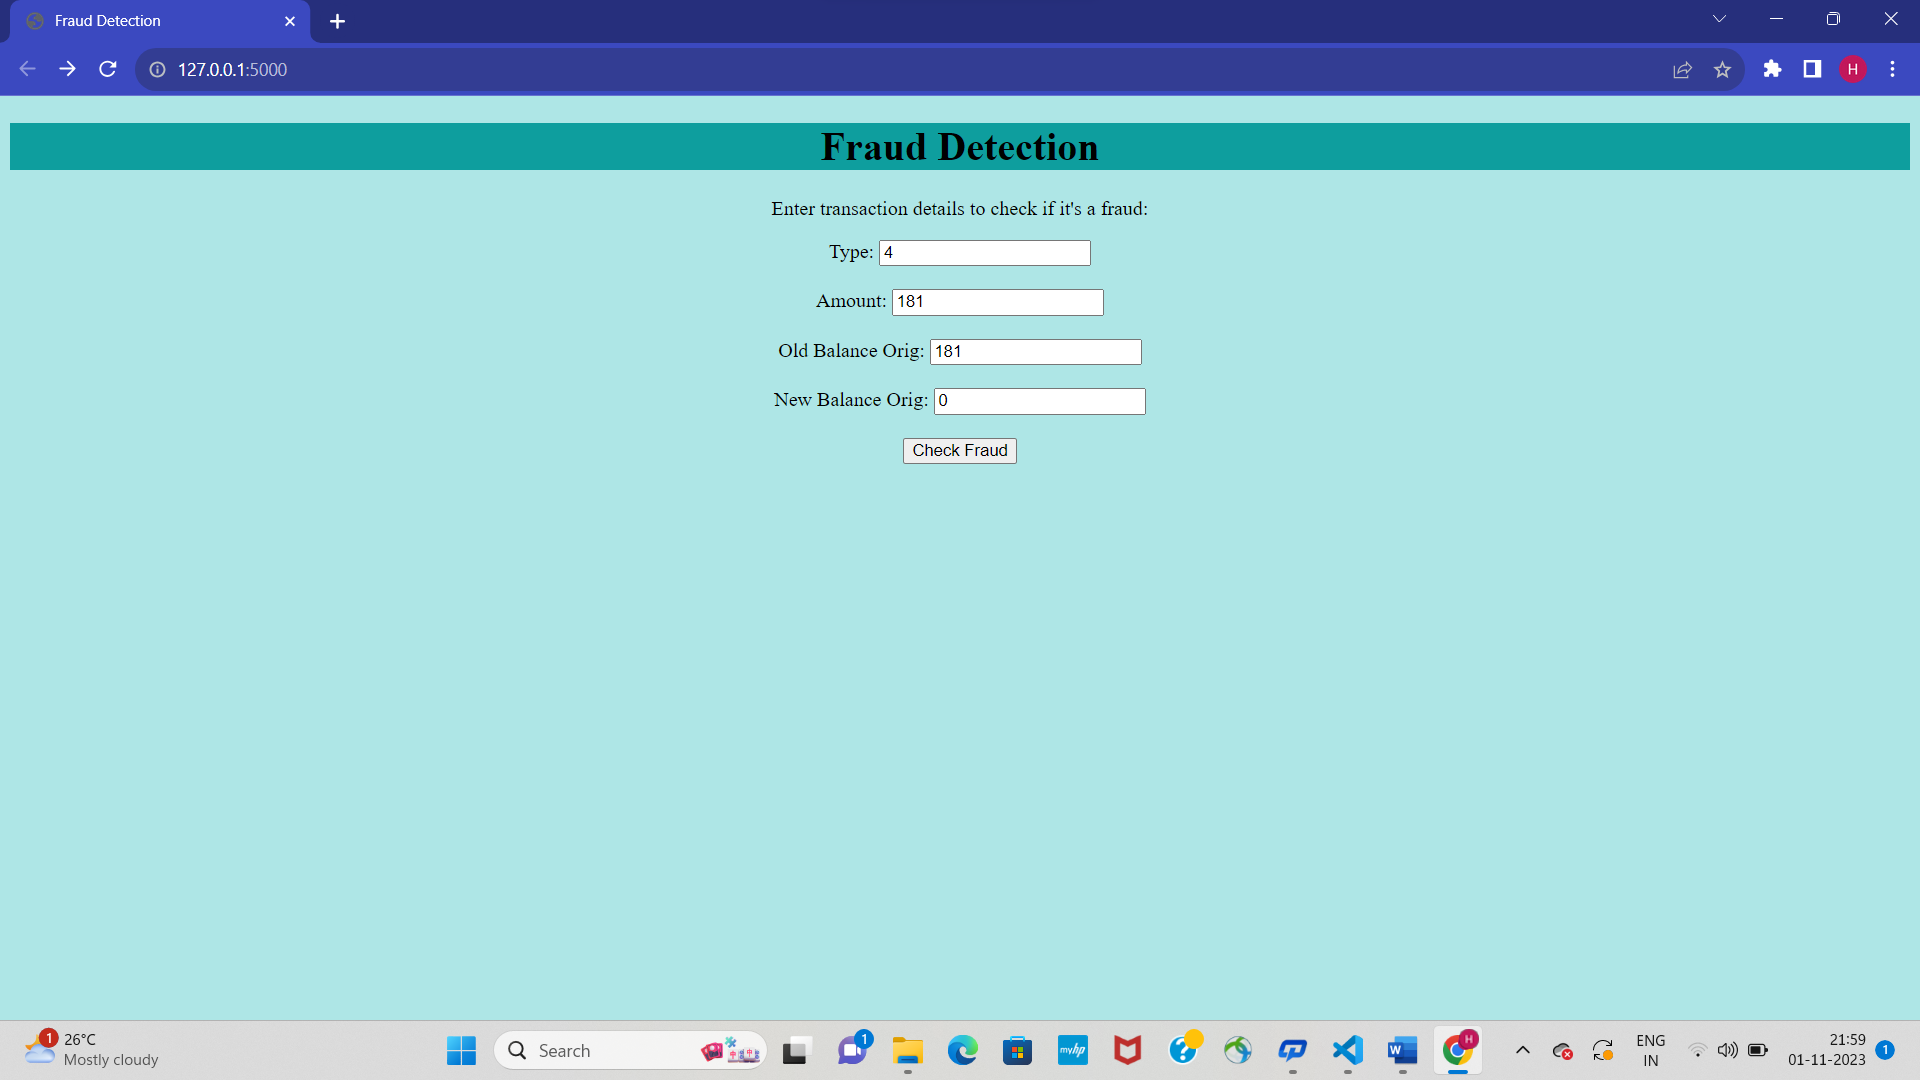 Fraud Detection
127.0.0.1:5000
H
Fraud Detection
Enter transaction details to check if it's a fraud:
Type: 4
Amount: 181
Old Balance Orig: 181
New Balance Orig: 0
Check Fraud
1
26°C
Mostly cloudy
Search
1
myhp
W
H
ENG
IN
21:59
01-11-2023
1